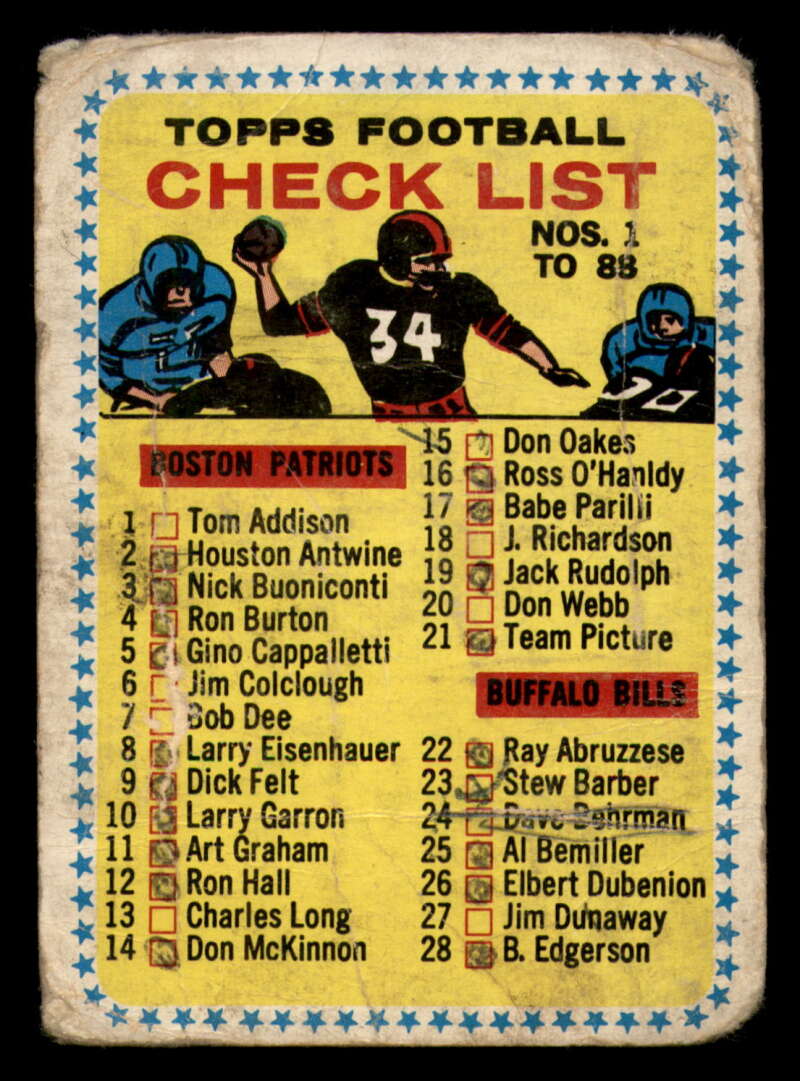 TOPPS FOOTBALL
CHECK LIST
NOS. 1
TO 88
34
BOSTON PATRIOTS
1 Tom Addison
2 Houston Antwine
3 Nick Buoniconti
4 Ron Burton
5 Gino Cappalletti
6 Jim Colclough
7 Bob Dee
8 Larry Eisenhauer
9 Dick Felt
10 Larry Garron
11 Art Graham
12 Ron Hall
13 Charles Long
14 Don McKinnon
15 Don Oakes
16 Ross O'Hanldy
17 Babe Parilli
18 J. Richardson
19 Jack Rudolph
20 Don Webb
21 Team Picture
BUFFALO BILLS
22 Ray Abruzzese
23 Stew Barber
24 Dave Behrman
25 Al Bemiller
26 Elbert Dubenion
27 Jim Dunaway
28 B. Edgerson